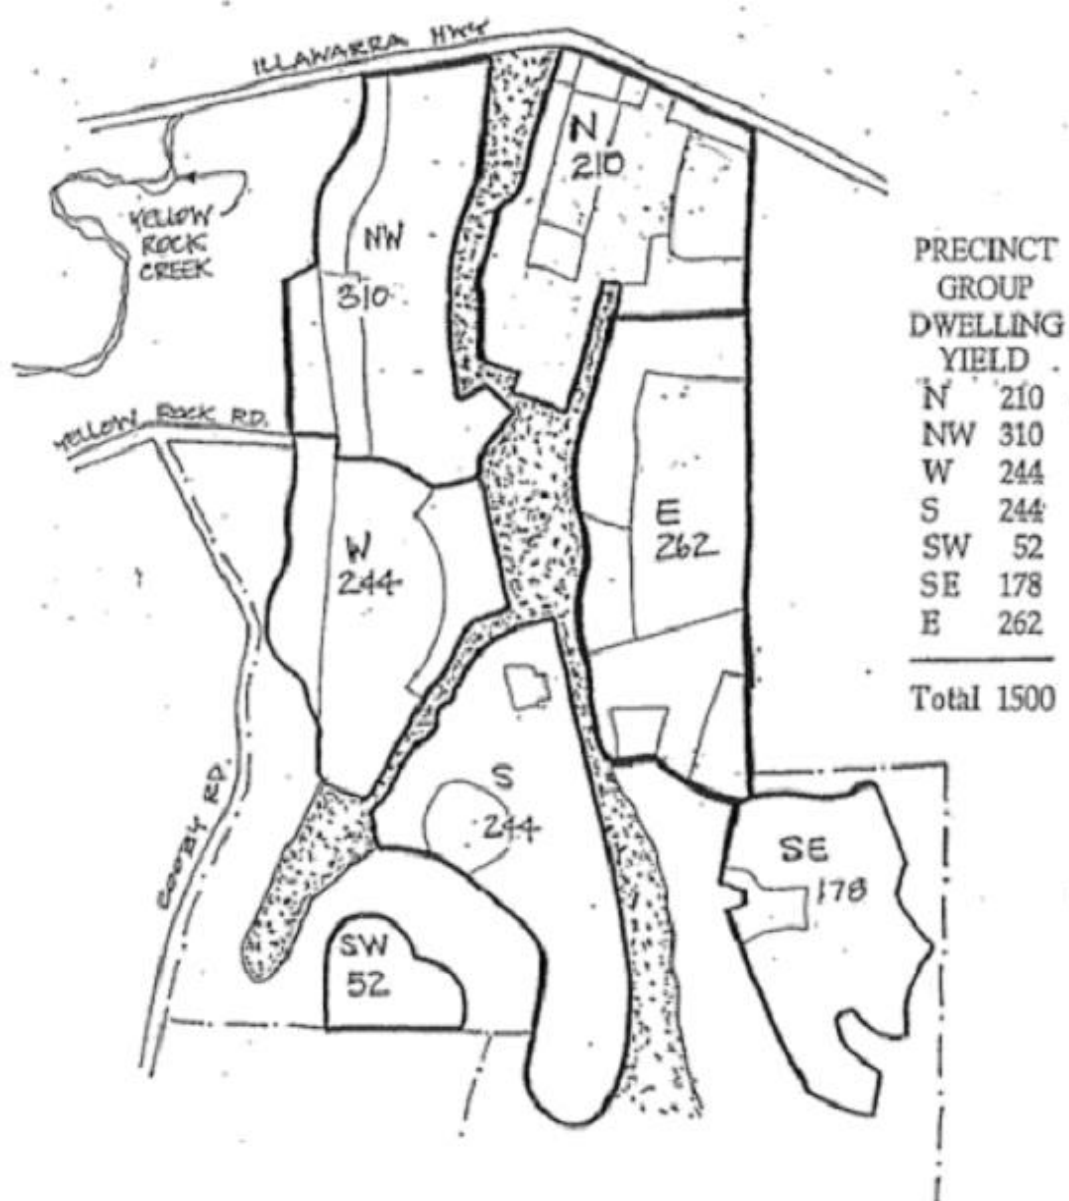 ILLAWARRA HWY
N
210
YELLOW
ROCK
CREEK
NW
310
PRECINCT
GROUP
DWELLING
YIELD
N 210
NW 310
W 244
S 244
SW 52
SE 178
E 262
Total 1500
YELLOW ROCK RD.
E
262
W
244
S
244
COOBY RD.
SE
178
SW
52